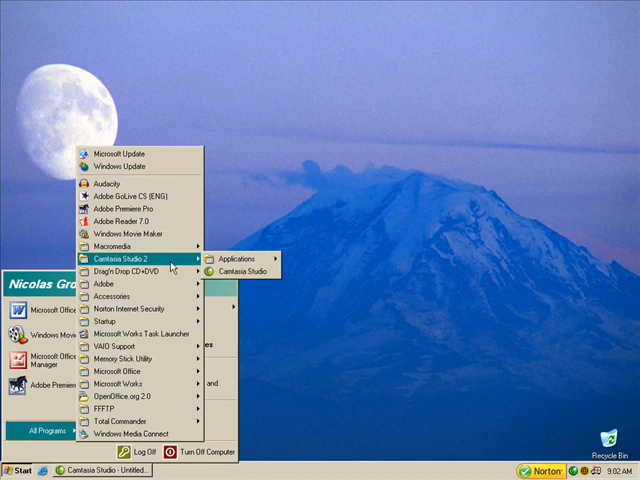 Microsoft Update
Windows Update
Audacity
Adobe GoLive CS (ENG)
Adobe Premiere Pro
Adobe Reader 7.0
Windows Movie Maker
Macromedia
Camtasia Studio 2
Applications
Drag'n Drop CD+DVD
Camtasia Studio
Adobe
Nicolas Gro
Accessories
Microsoft Offic
Norton Internet Security
Startup
Windows Movi
Microsoft Works Task Launcher
es
VAIO Support
Microsoft Office
Manager
Memory Stick Utility
Microsoft Office
Adobe Premiere
Microsoft Works
and
OpenOffice.org 2.0
FFFTP
Total Commander
All Programs
Windows Media Connect
Log Off
Turn Off Computer
Recycle Bin
Start
Camtasia Studio - Untitled...
Norton
9:02 AM